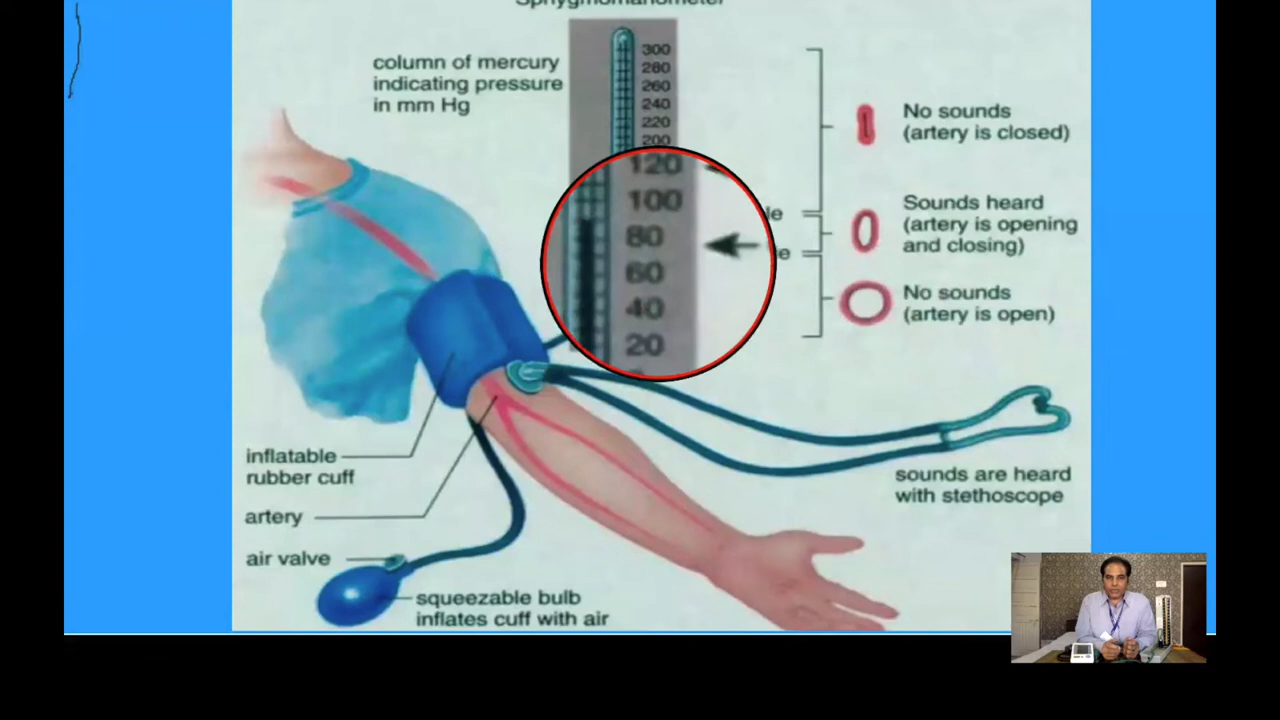 Sphygmomanometer
column of mercury
indicating pressure
in mm Hg
300
280
260
240
220
200
120
100
80
60
40
20
No sounds
(artery is closed)
le
Sounds heard
(artery is opening
and closing)
e
No sounds
(artery is open)
inflatable
rubber cuff
artery
air valve
squeezable bulb
inflates cuff with air
sounds are heard
with stethoscope